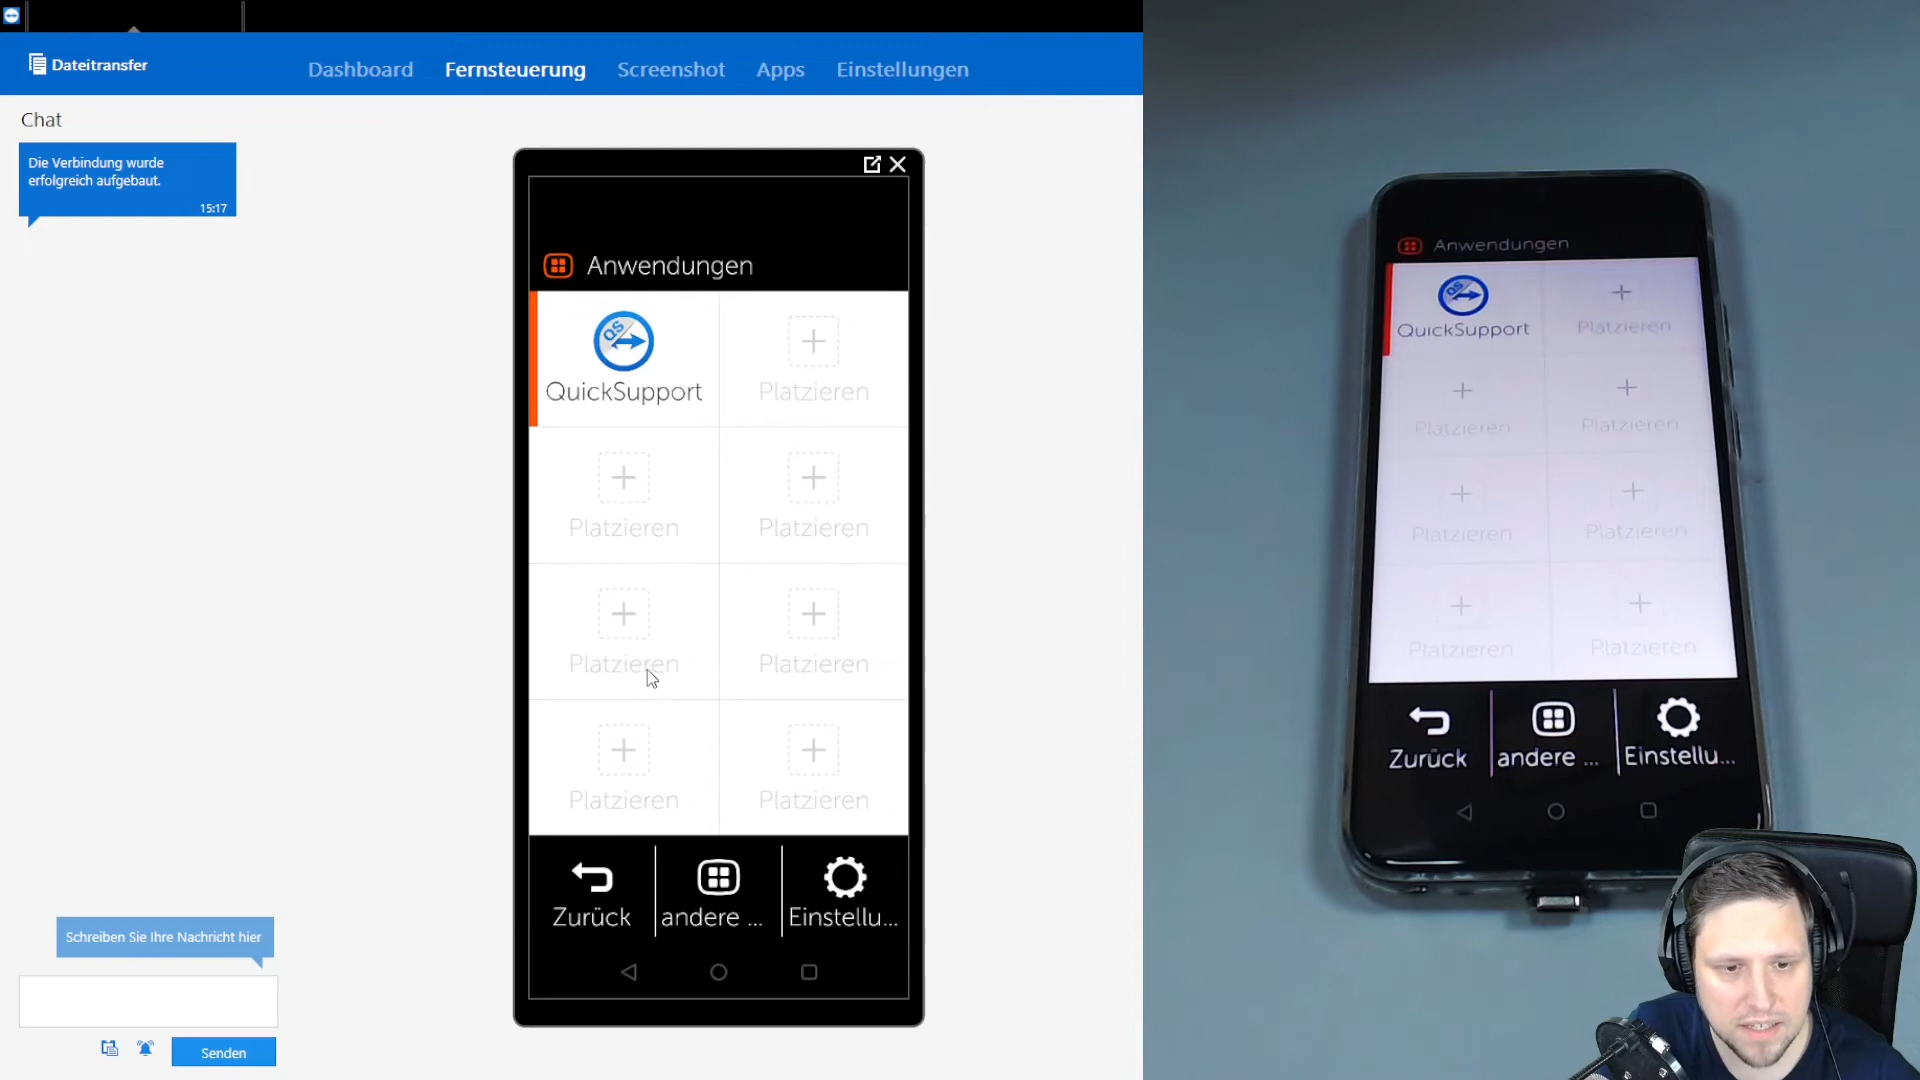 Dateitransfer
Dashboard Fernsteuerung Screenshot Apps Einstellungen
Chat
Die Verbindung wurde
erfolgreich aufgebaut.
15:17
Anwendungen
QS
QuickSupport Platzieren
Platzieren Platzieren
Platzieren Platzieren
Platzieren Platzieren
Zurück andere ... Einstellu...
Schreiben Sie Ihre Nachricht hier
Senden
Anwendungen
QS
QuickSupport Platzieren
Platzieren Platzieren
Platzieren Platzieren
Platzieren Platzieren
Zurück andere ... Einstellu...